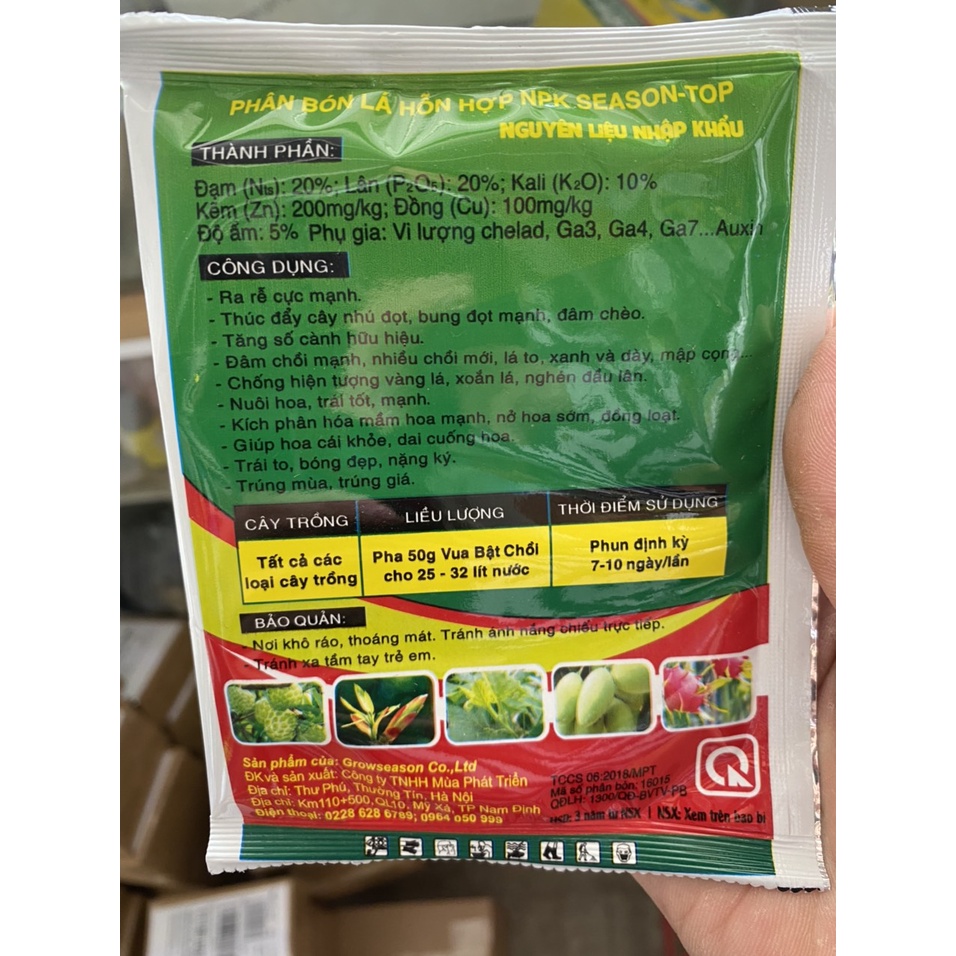 PHÂN BÓN LÁ HỖN HỢP NPK SEASON-TOP
NGUYÊN LIỆU NHẬP KHẨU
THÀNH PHẦN:
Đạm (Nts): 20%; Lân (P₂O₅): 20%; Kali (K₂O): 10%
Kẽm (Zn): 200mg/kg; Đồng (Cu): 100mg/kg
Độ ẩm: 5% Phụ gia: Vi lượng chelad, Ga3, Ga4, Ga7...Auxin
CÔNG DỤNG:
- Ra rễ cực mạnh.
- Thúc đẩy cây nhú đọt, bung đọt mạnh, đâm chèo.
- Tăng số cành hữu hiệu.
- Đâm chồi mạnh, nhiều chồi mới, lá to, xanh và dày, mập cọng...
- Chống hiện tượng vàng lá, xoắn lá, nghén đầu lân.
- Nuôi hoa, trái tốt, mạnh.
- Kích phân hóa mầm hoa mạnh, nở hoa sớm, đồng loạt.
- Giúp hoa cái khỏe, dai cuống hoa.
- Trái to, bóng đẹp, nặng ký.
- Trúng mùa, trúng giá.
CÂY TRỒNG LIỀU LƯỢNG THỜI ĐIỂM SỬ DỤNG
Tất cả các loại cây trồng Pha 50g Vua Bật Chồi cho 25 - 32 lít nước Phun định kỳ 7-10 ngày/lần
BẢO QUẢN:
- Nơi khô ráo, thoáng mát. Tránh ánh nắng chiếu trực tiếp.
- Tránh xa tầm tay trẻ em.
Sản phẩm của: Growseason Co.,Ltd
ĐK và sản xuất: Công ty TNHH Mùa Phát Triển
Địa chỉ: Thư Phú, Thường Tín, Hà Nội
Địa chỉ: Km110+500, QL10, Mỹ Xá, TP Nam Định
Điện thoại: 0228 628 6789; 0964 050 999
TCCS 06:2018/MPT
Mã số phân bón: 16015
QĐLH: 1300/QĐ-BVTV-PB
HSD: 3 năm từ NSX | NSX: Xem trên bao bì